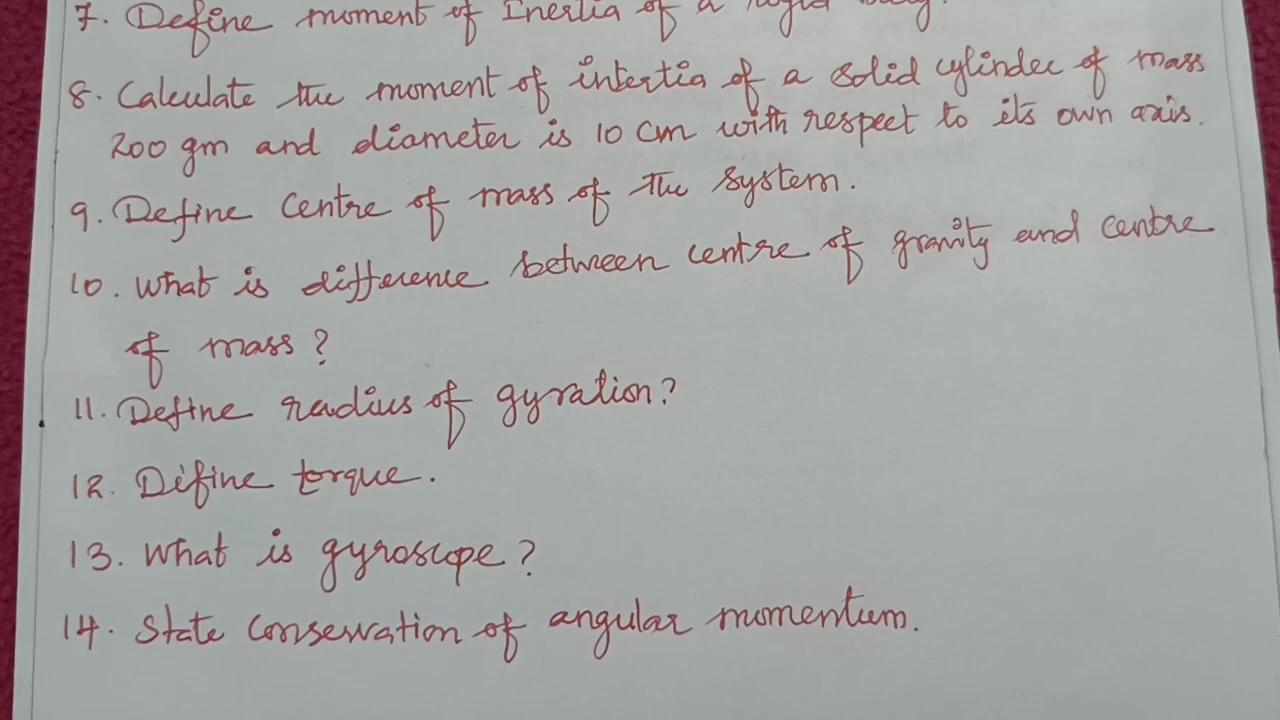 7. Define moment of Inertia of a rigid body.
8. Calculate the moment of intertia of a solid cylinder of mass
200 gm and diameter is 10 cm with respect to its own axis.
9. Define Centre of mass of the system.
10. What is difference between centre of gravity and centre
of mass?
11. Define radius of gyration?
12. Difine torque.
13. What is gyroscope?
14. State conservation of angular momentum.